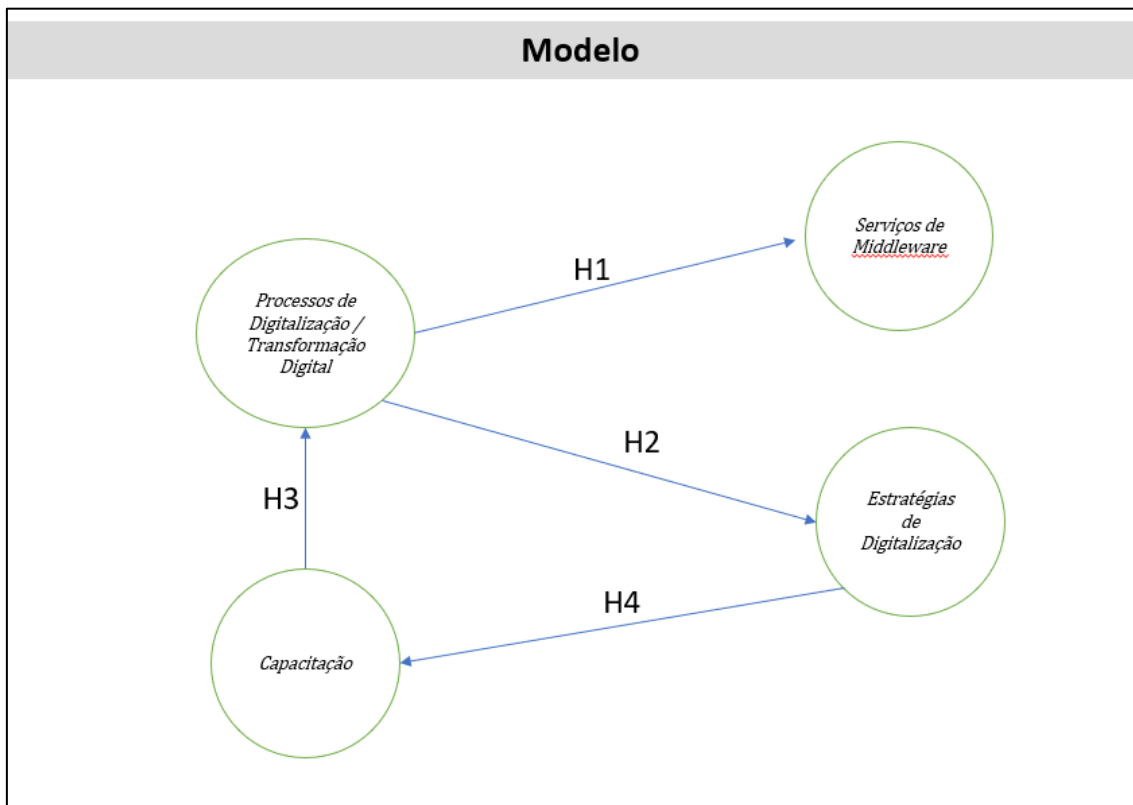 Modelo
Serviços de
Middleware
H1
Processos de
Digitalização /
Transformação
Digital
H2
H3
Estratégias
de
Digitalização
H4
Capacitação